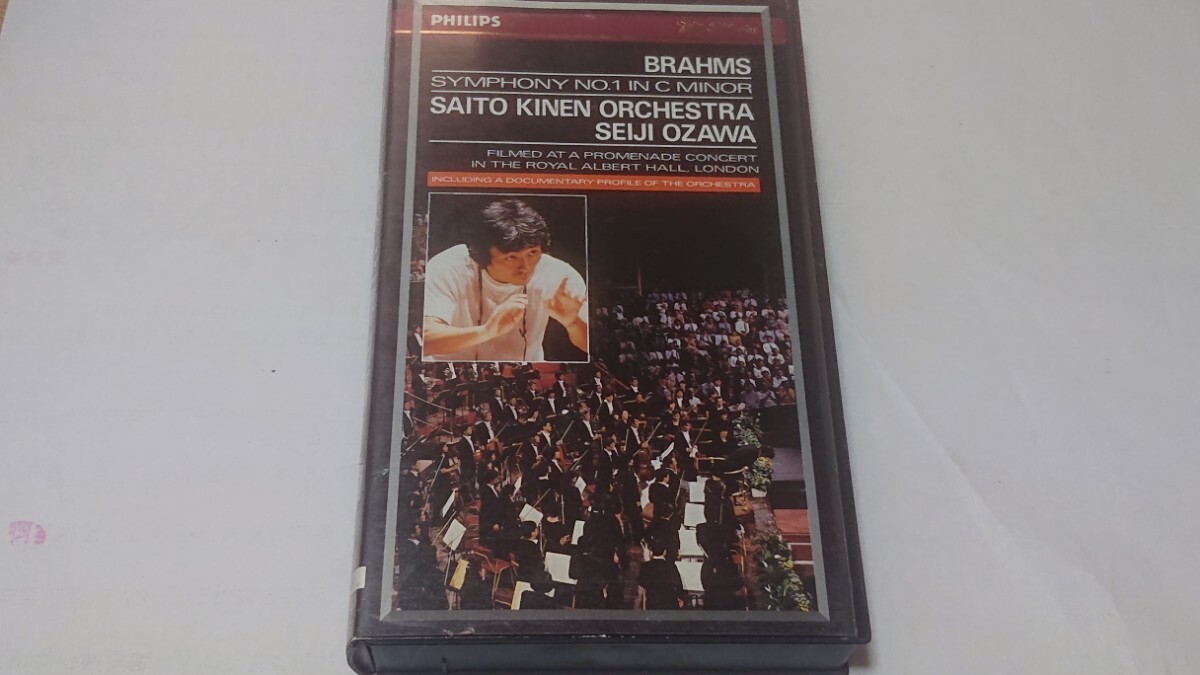 PHILIPS
BRAHMS
SYMPHONY NO.1 IN C MINOR
SAITO KINEN ORCHESTRA
SEIJI OZAWA
FILMED AT A PROMENADE CONCERT
IN THE ROYAL ALBERT HALL, LONDON
INCLUDING A DOCUMENTARY PROFILE OF THE ORCHESTRA